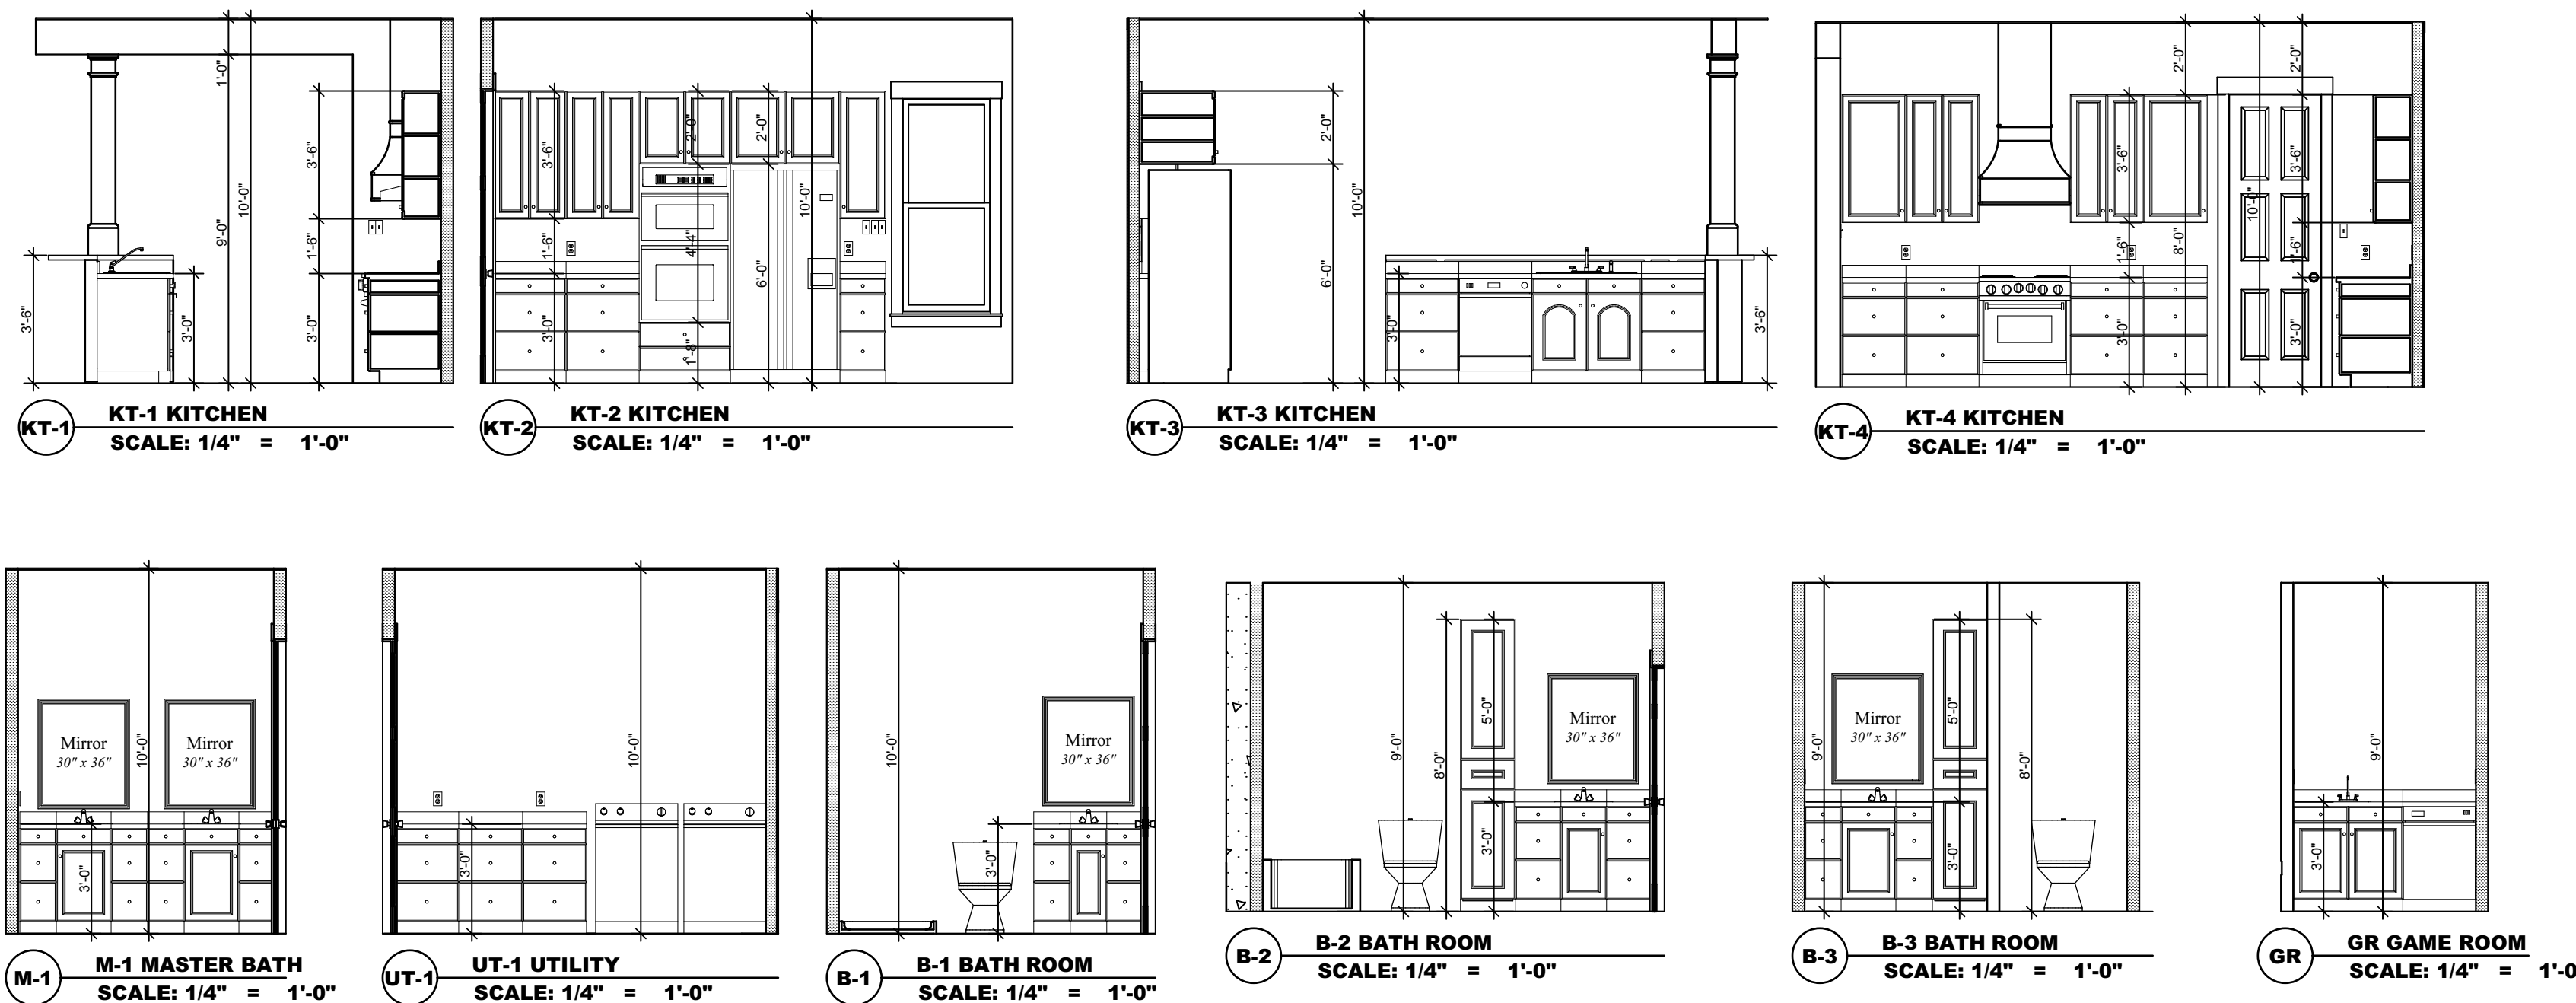 1'-0"
9'-0"
10'-0"
3'-6"
1'-6"
3'-0"
3'-6"
3'-0"
KT-1
KT-1 KITCHEN
SCALE: 1/4" = 1'-0"
3'-6"
1'-6"
3'-0"
2'-0"
4'-4"
1'-8"
2'-0"
6'-0"
10'-0"
KT-2
KT-2 KITCHEN
SCALE: 1/4" = 1'-0"
2'-0"
6'-0"
10'-0"
3'-0"
3'-6"
KT-3
KT-3 KITCHEN
SCALE: 1/4" = 1'-0"
3'-6"
1'-6"
3'-0"
2'-0"
8'-0"
10'-0"
2'-0"
3'-6"
1'-6"
3'-0"
KT-4
KT-4 KITCHEN
SCALE: 1/4" = 1'-0"
Mirror
30" x 36"
Mirror
30" x 36"
10'-0"
3'-0"
M-1
M-1 MASTER BATH
SCALE: 1/4" = 1'-0"
10'-0"
3'-0"
UT-1
UT-1 UTILITY
SCALE: 1/4" = 1'-0"
10'-0"
3'-0"
Mirror
30" x 36"
B-1
B-1 BATH ROOM
SCALE: 1/4" = 1'-0"
9'-0"
8'-0"
5'-0"
3'-0"
Mirror
30" x 36"
B-2
B-2 BATH ROOM
SCALE: 1/4" = 1'-0"
9'-0"
Mirror
30" x 36"
5'-0"
3'-0"
8'-0"
B-3
B-3 BATH ROOM
SCALE: 1/4" = 1'-0"
9'-0"
3'-0"
GR
GR GAME ROOM
SCALE: 1/4" = 1'-0